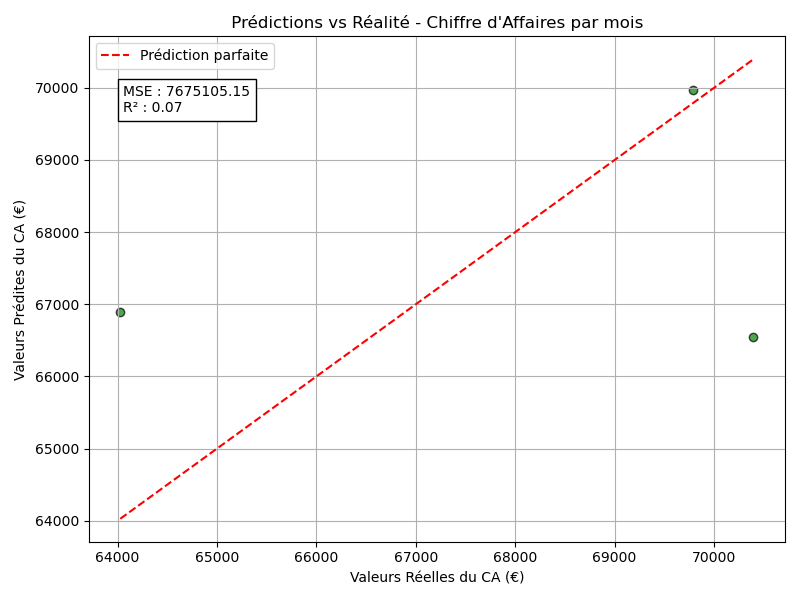 Prédictions vs Réalité - Chiffre d'Affaires par mois
Prédiction parfaite
MSE : 7675105.15
R² : 0.07
Valeurs Prédites du CA (€)
70000
69000
68000
67000
66000
65000
64000
64000 65000 66000 67000 68000 69000 70000
Valeurs Réelles du CA (€)